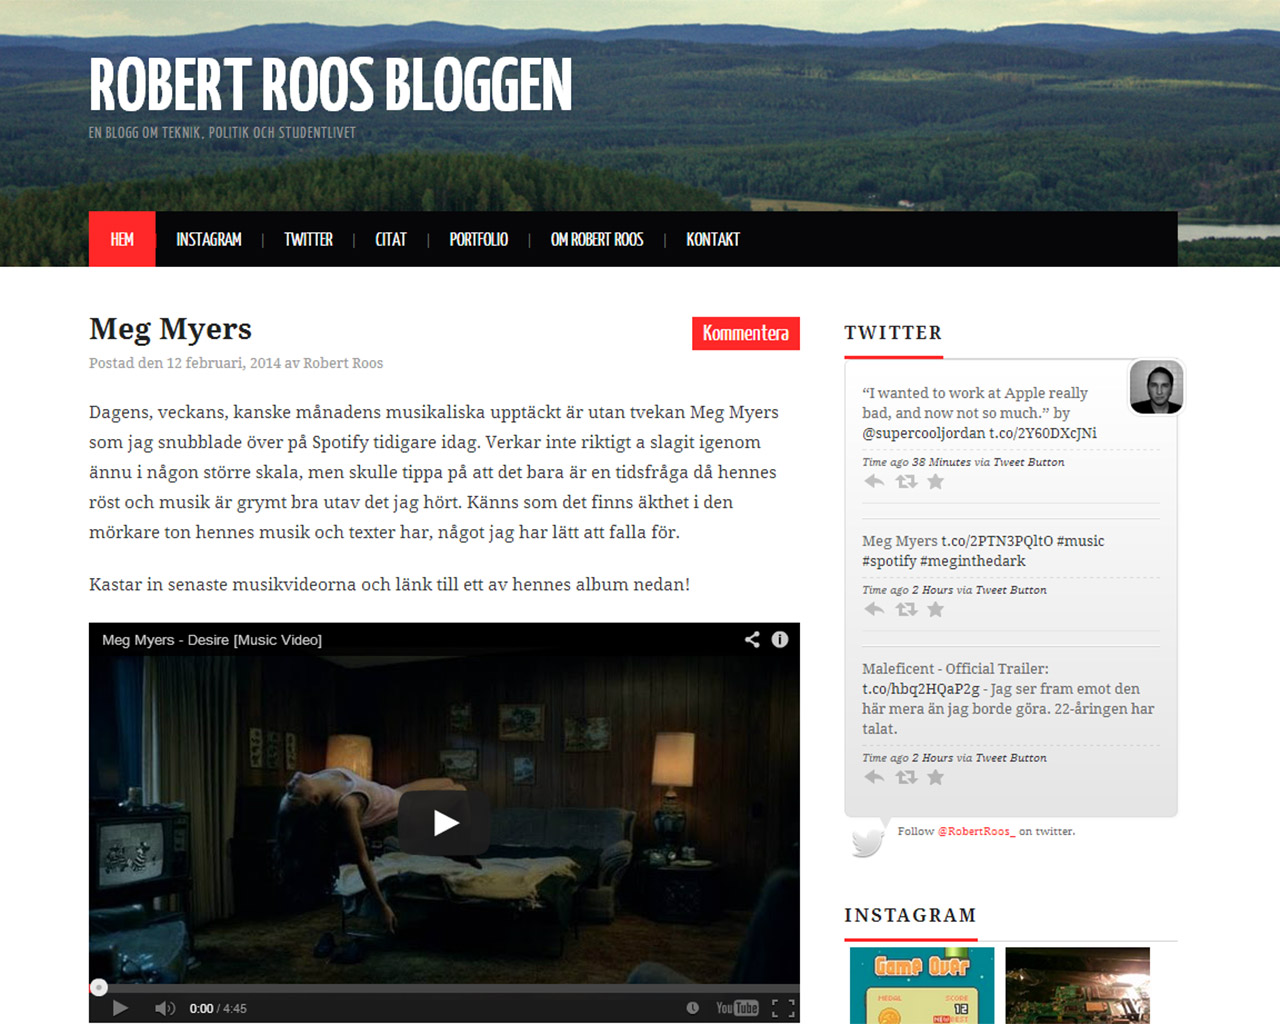 ROBERT ROOS BLOGGEN
EN BLOGG OM TEKNIK, POLITIK OCH STUDENTLIVET
HEM | INSTAGRAM | TWITTER | CITAT | PORTFOLIO | OM ROBERT ROOS | KONTAKT
Meg Myers
Kommentera
Postad den 12 februari, 2014 av Robert Roos
Dagens, veckans, kanske månadens musikaliska upptäckt är utan tvekan Meg Myers
som jag snubblade över på Spotify tidigare idag. Verkar inte riktigt a slagit igenom
ännu i någon större skala, men skulle tippa på att det bara är en tidsfråga då hennes
röst och musik är grymt bra utav det jag hört. Känns som det finns äkthet i den
mörkare ton hennes musik och texter har, något jag har lätt att falla för.
Kastar in senaste musikvideorna och länk till ett av hennes album nedan!
Meg Myers - Desire [Music Video]
0:00 / 4:45
YouTube
TWITTER
“I wanted to work at Apple really
bad, and now not so much.” by
@supercooljordan t.co/2Y60DXcJNi
Time ago 38 Minutes via Tweet Button
Meg Myers t.co/2PTN3PQltO #music
#spotify #meginthedark
Time ago 2 Hours via Tweet Button
Maleficent - Official Trailer:
t.co/hbq2HQaP2g - Jag ser fram emot den
här mera än jag borde göra. 22-åringen har
talat.
Time ago 2 Hours via Tweet Button
Follow @RobertRoos_ on twitter.
INSTAGRAM
Game Over
MEDAL SCORE
12
NEW BEST